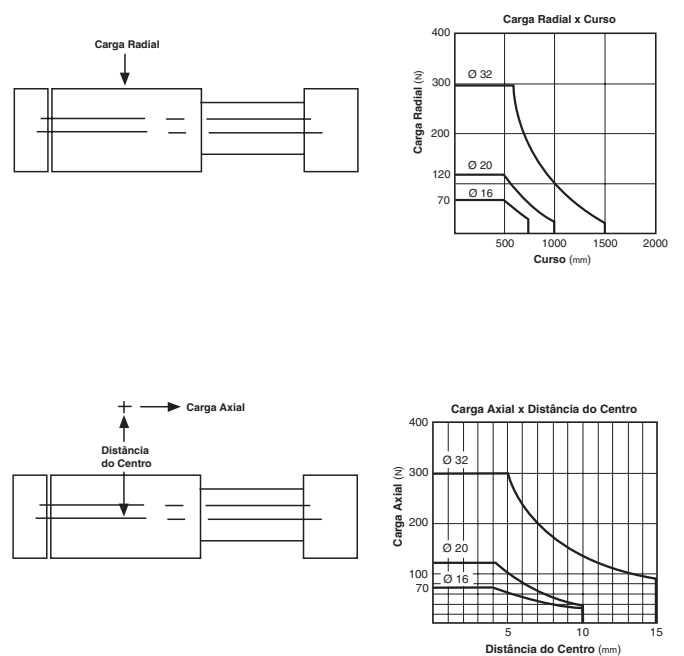 Carga Radial
Carga Radial x Curso
400
300
200
120
70
Carga Radial (N)
Ø 32
Ø 20
Ø 16
500 1000 1500 2000
Curso (mm)
Carga Axial
Distância
do Centro
Carga Axial x Distância do Centro
400
300
200
100
70
Carga Axial (N)
Ø 32
Ø 20
Ø 16
5 10 15
Distância do Centro (mm)